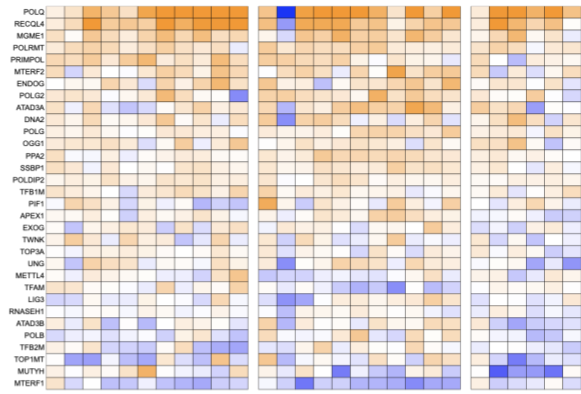 POLQ
RECQL4
MGME1
POLRMT
PRIMPOL
MTERF2
ENDOG
POLG2
ATAD3A
DNA2
POLG
OGG1
PPA2
SSBP1
POLDIP2
TFB1M
PIF1
APEX1
EXOG
TWNK
TOP3A
UNG
METTL4
TFAM
LIG3
RNASEH1
ATAD3B
POLB
TFB2M
TOP1MT
MUTYH
MTERF1